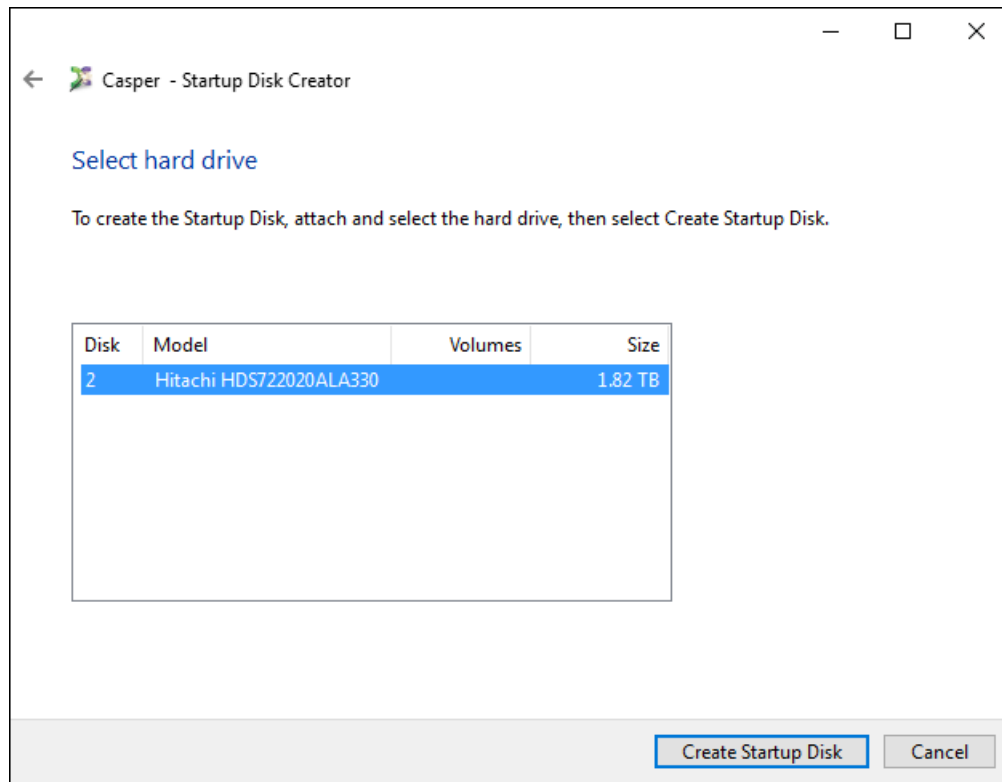 Casper - Startup Disk Creator
Select hard drive
To create the Startup Disk, attach and select the hard drive, then select Create Startup Disk.
Disk Model Volumes Size
2 Hitachi HDS722020ALA330 1.82 TB
Create Startup Disk Cancel